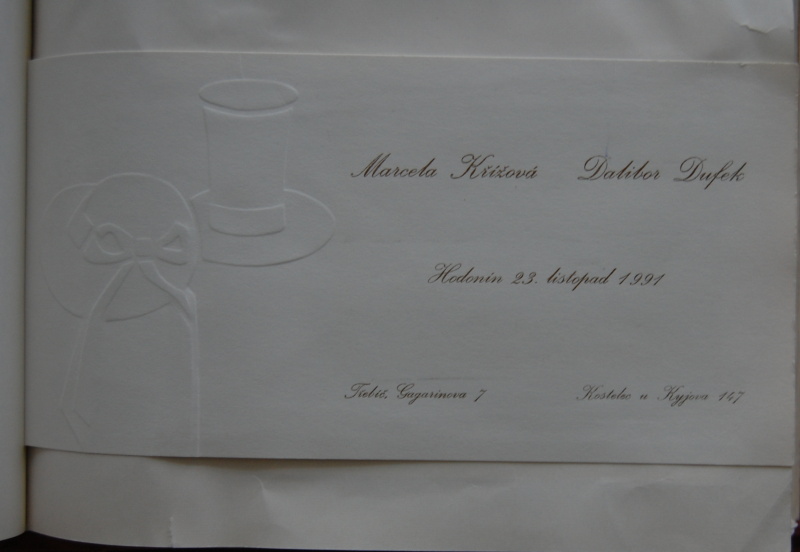 Marcela Křížová Dalibor Dufek
Hodonín 23. listopad 1991
Třebíč, Gagarinova 7 Kostelec u Kyjova 147